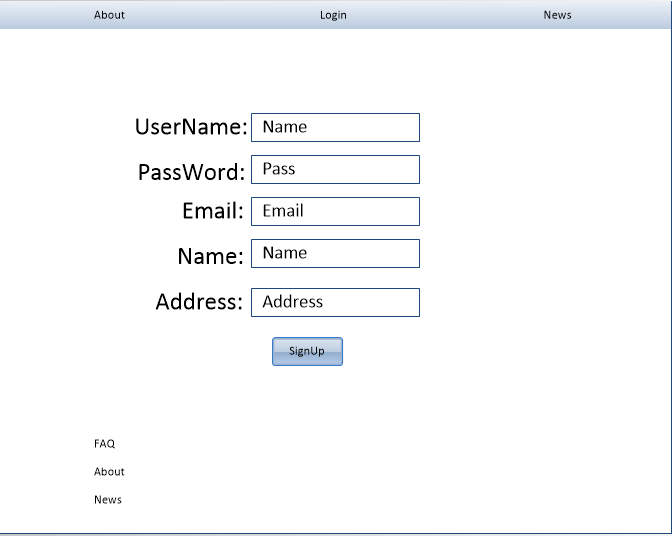 About Login News
UserName: Name
PassWord: Pass
Email: Email
Name: Name
Address: Address
SignUp
FAQ
About
News